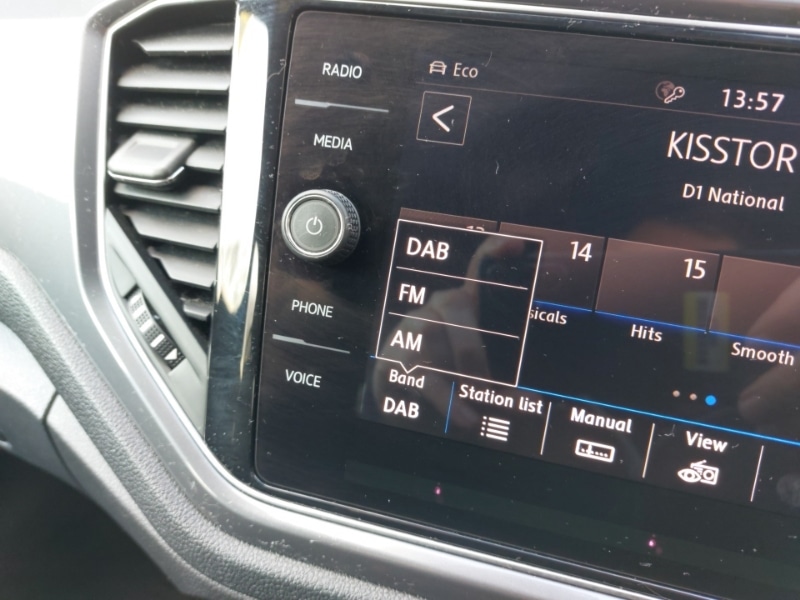 RADIO
MEDIA
PHONE
VOICE
Eco
13:57
KISSTOR
D1 National
14
15
sicals
Hits
Smooth
DAB
FM
AM
Band
DAB
Station list
Manual
View